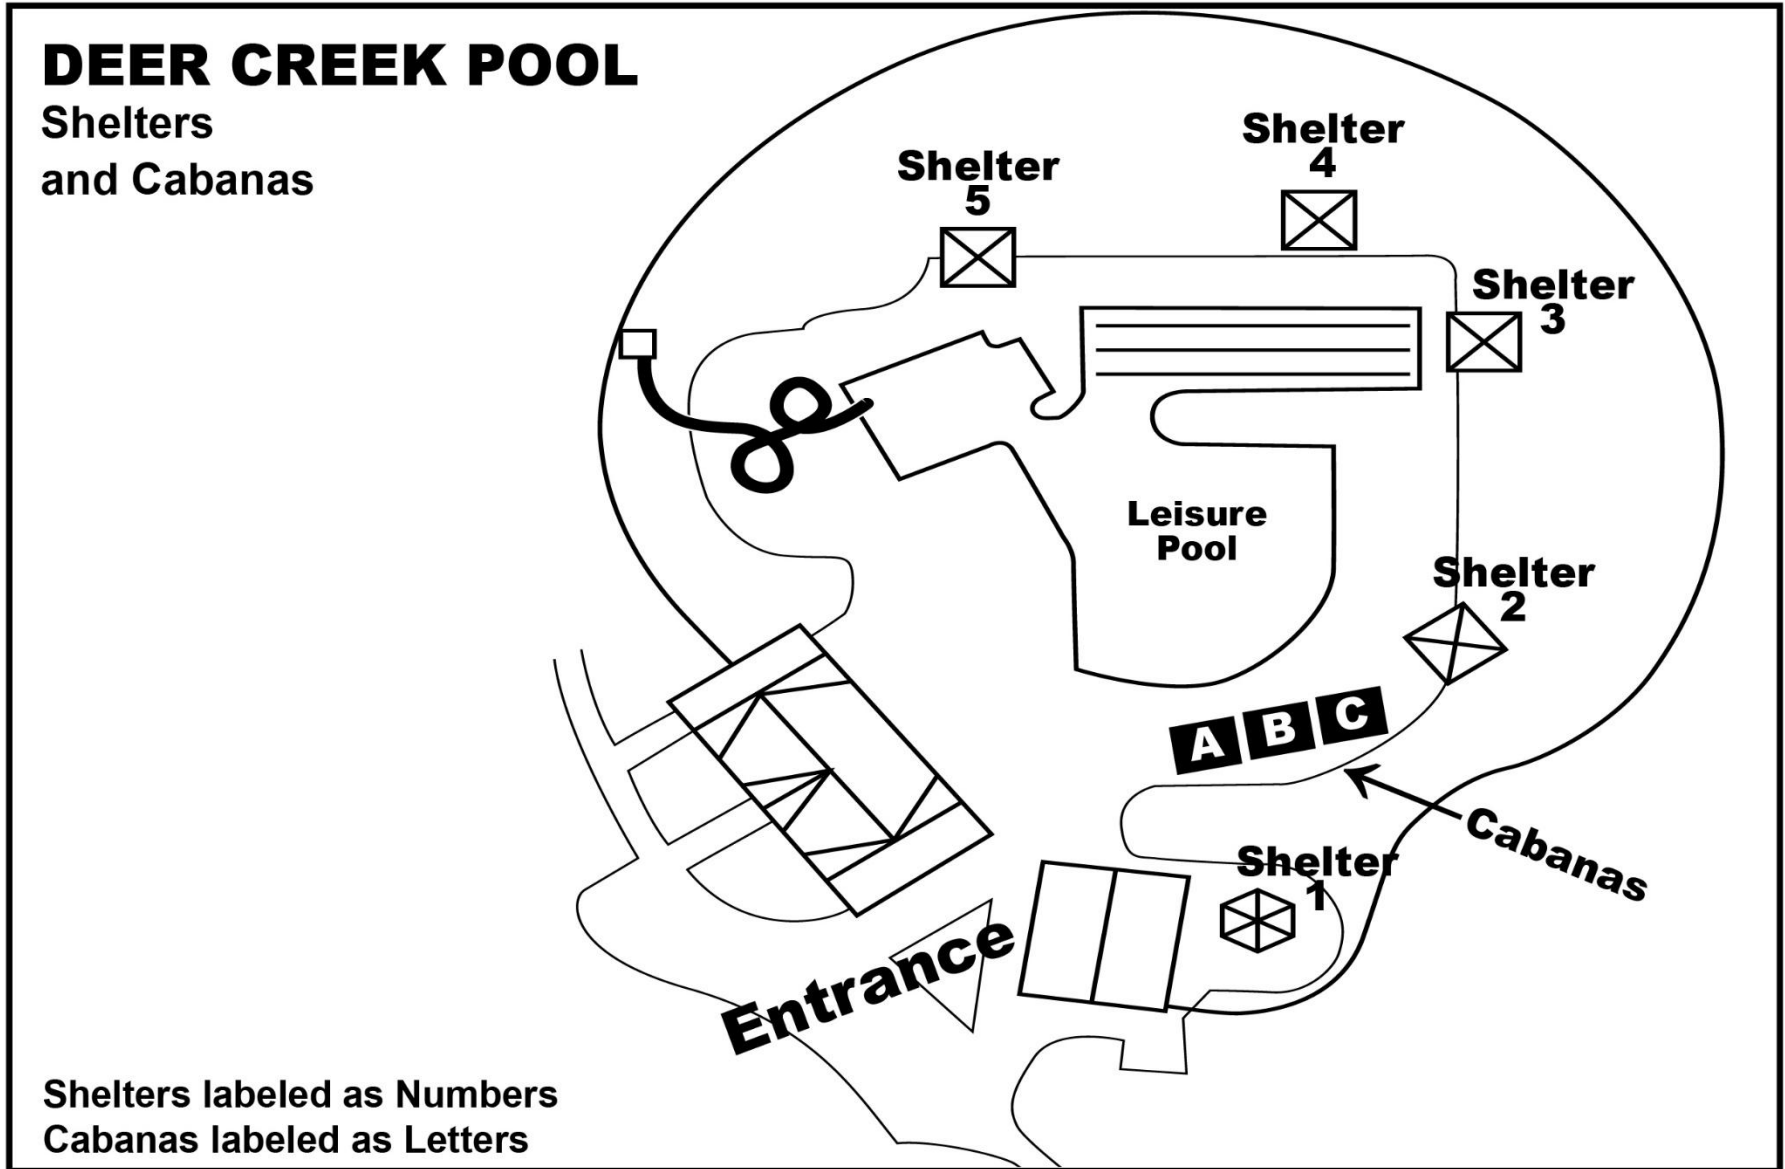 DEER CREEK POOL
Shelters
and Cabanas
Shelter
4
Shelter
5
Shelter
3
Leisure
Pool
Shelter
2
A B C
Cabanas
Shelter
1
Entrance
Shelters labeled as Numbers
Cabanas labeled as Letters